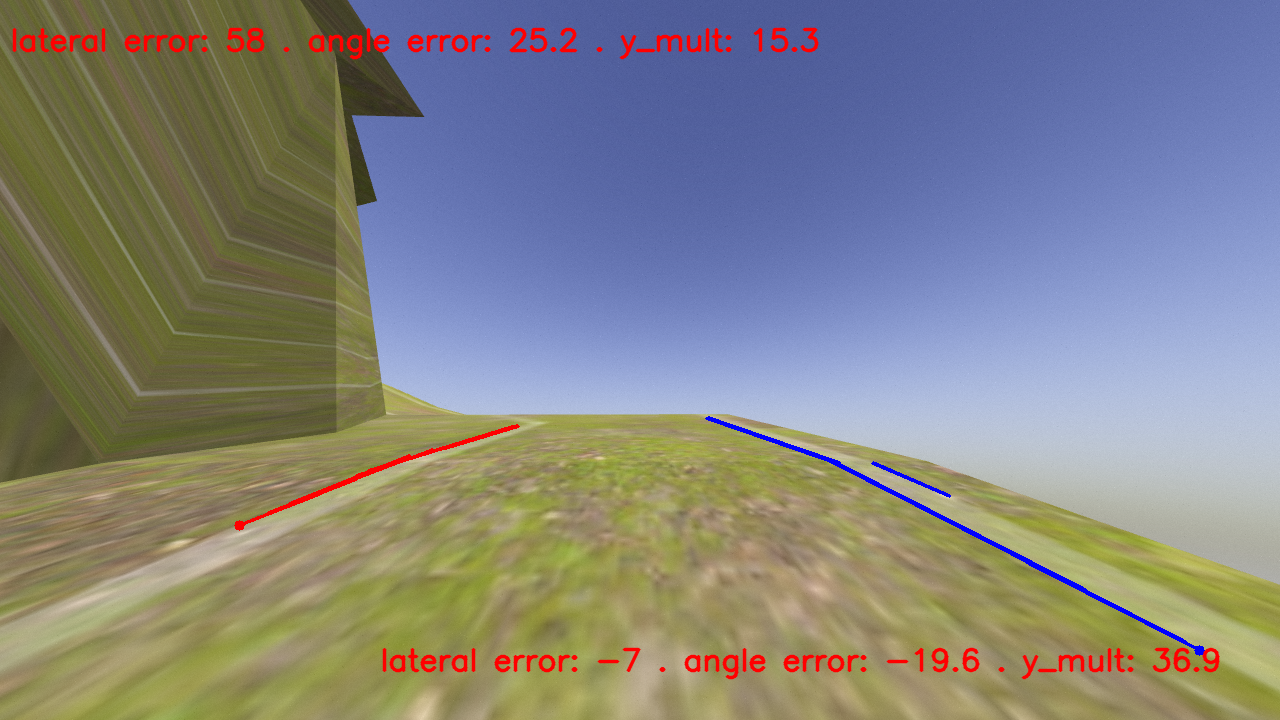 lateral error: 58 . angle error: 25.2 . y_mult: 15.3
lateral error: −7 . angle error: −19.6 . y_mult: 36.9